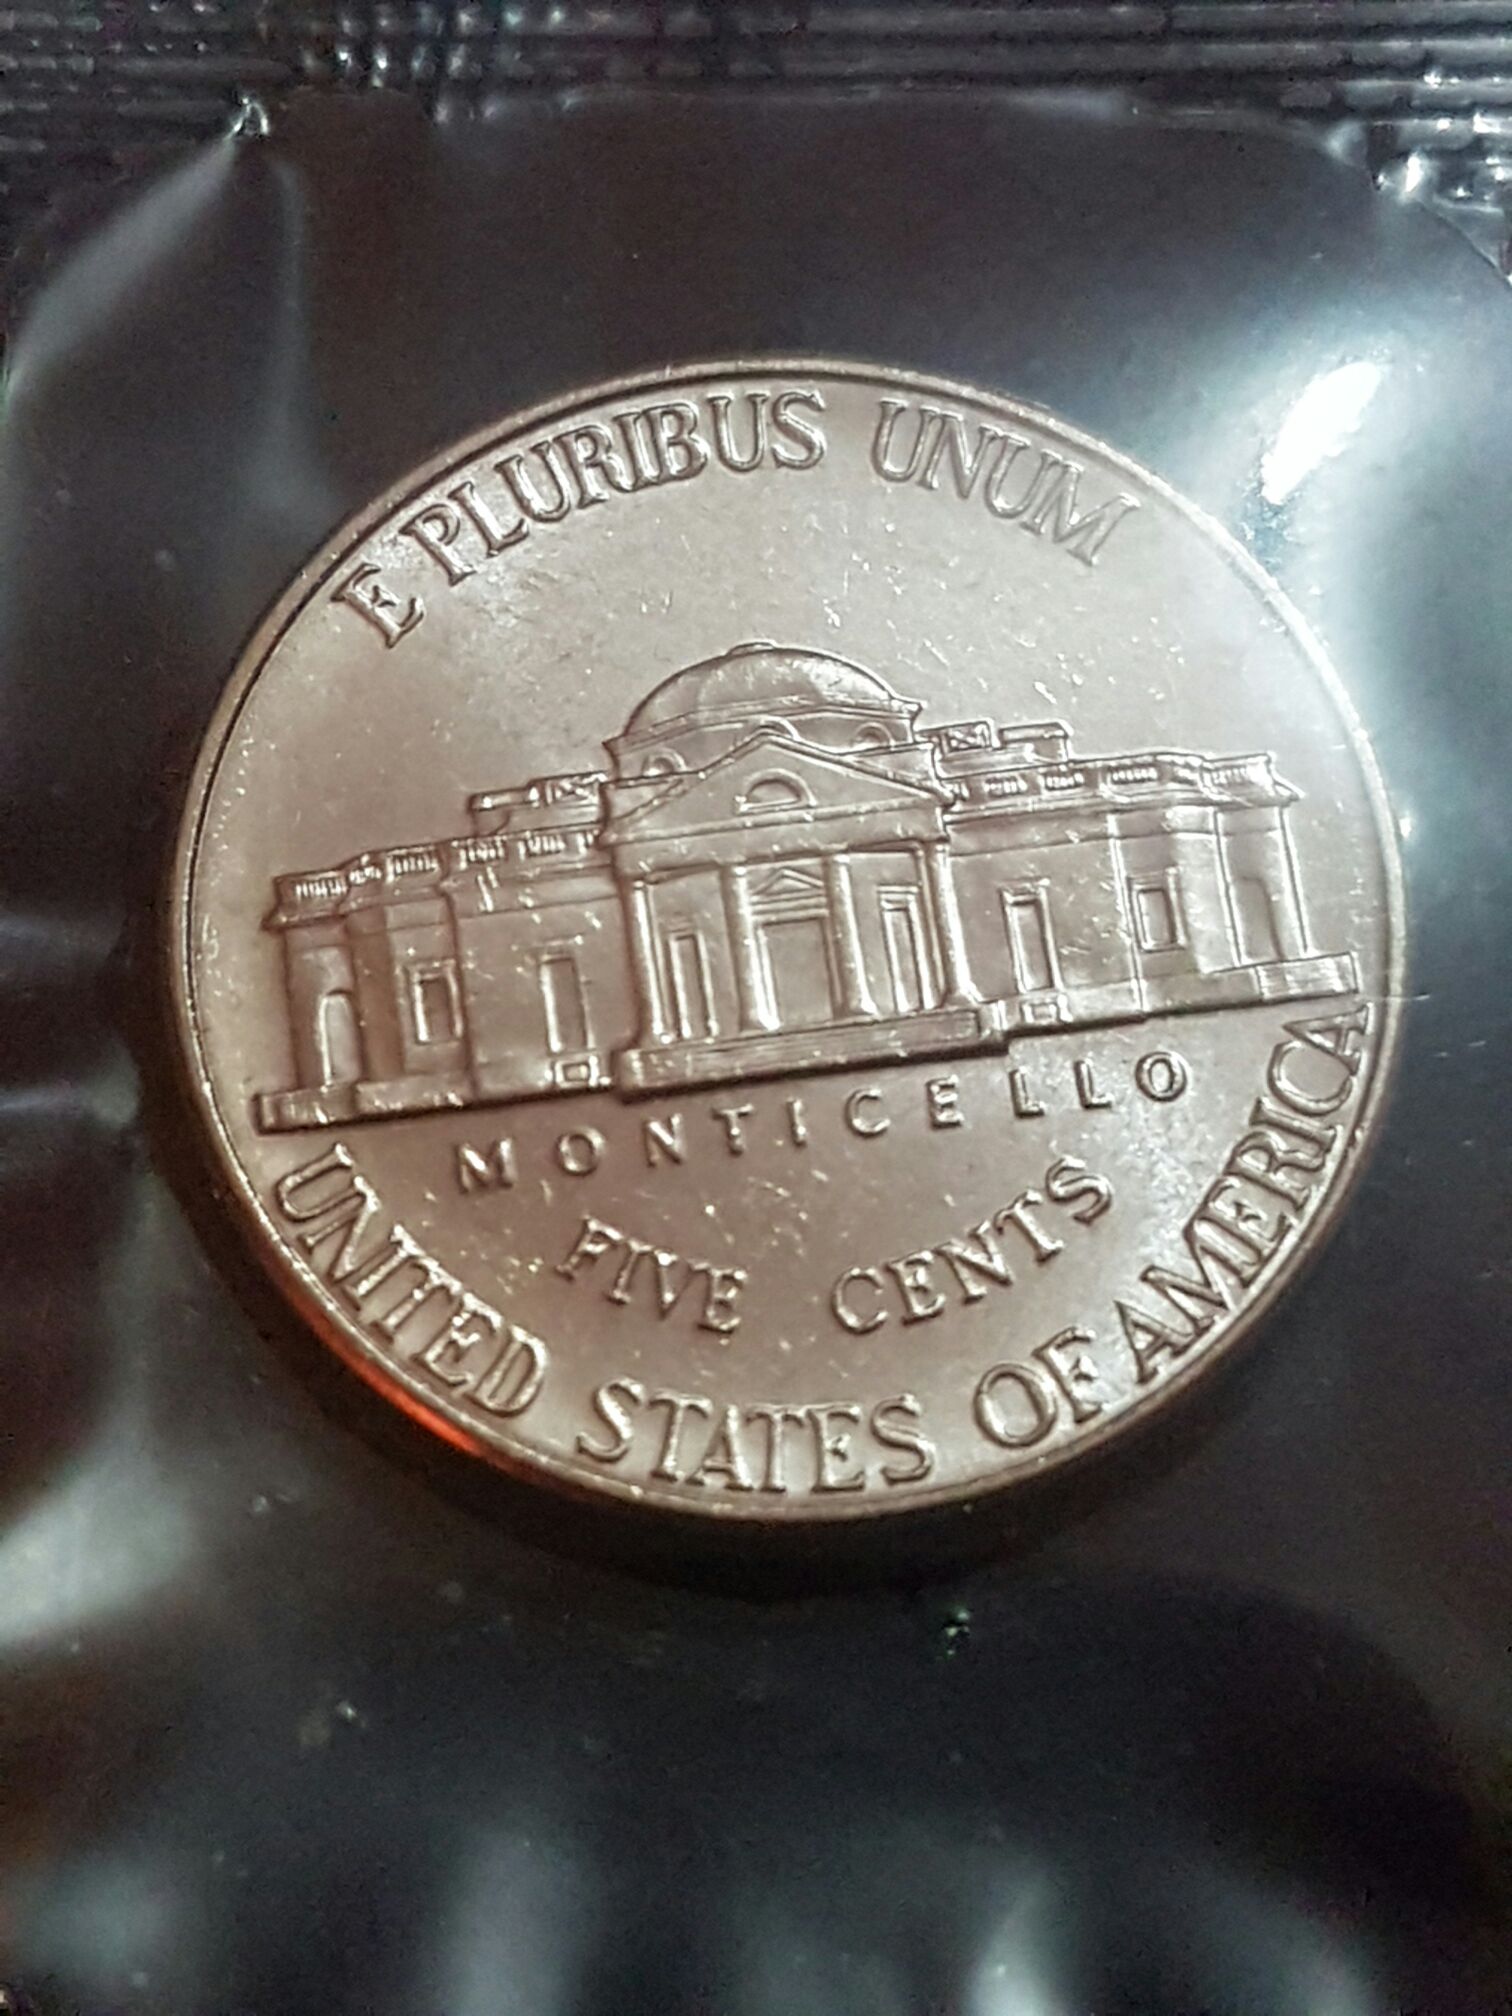 E PLURIBUS UNUM
MONTICELLO
FIVE CENTS
UNITED STATES OF AMERICA